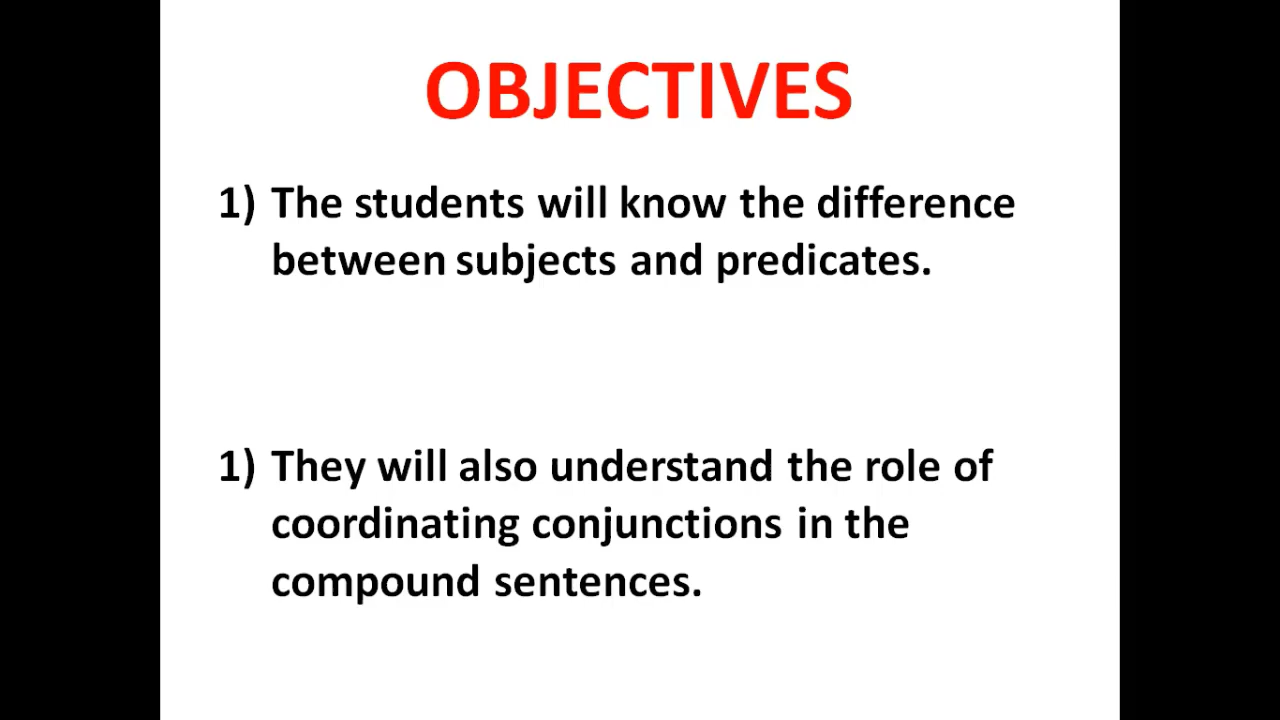 OBJECTIVES
1) The students will know the difference
between subjects and predicates.
1) They will also understand the role of
coordinating conjunctions in the
compound sentences.